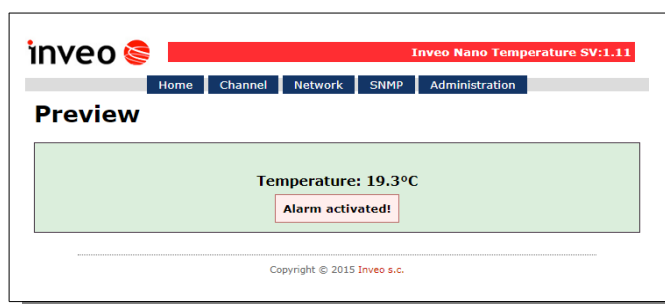 inveo
Inveo Nano Temperature SV:1.11
Home Channel Network SNMP Administration
Preview
Temperature: 19.3ºC
Alarm activated!
Copyright © 2015 Inveo s.c.